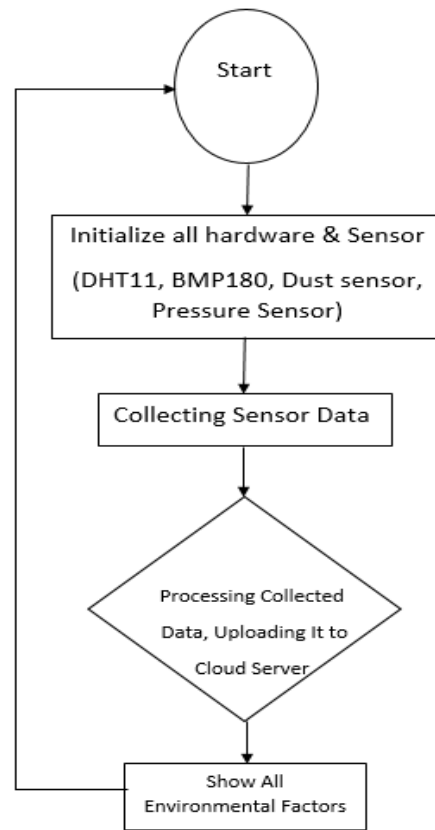 Start
Initialize all hardware & Sensor
(DHT11, BMP180, Dust sensor,
Pressure Sensor)
Collecting Sensor Data
Processing Collected
Data, Uploading It to
Cloud Server
Show All
Environmental Factors